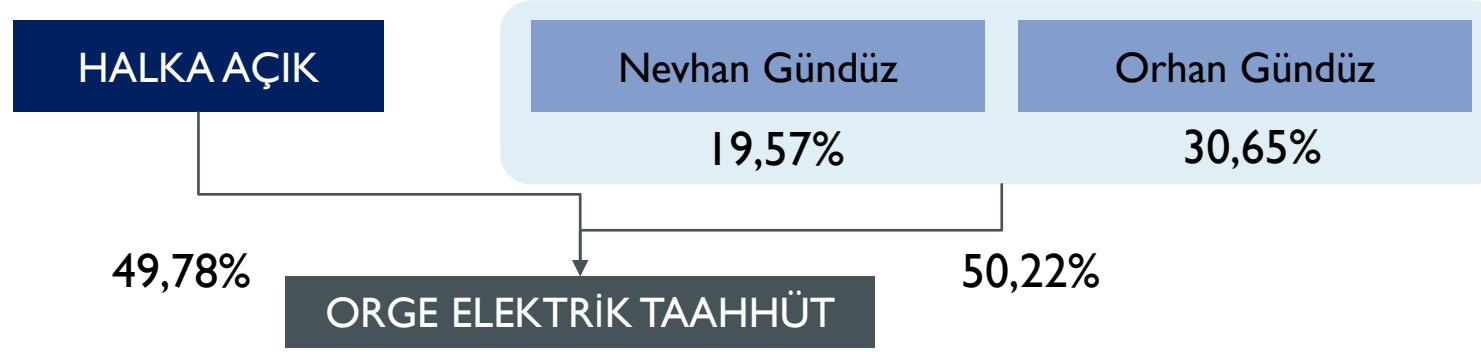 HALKA AÇIK
Nevhan Gündüz
Orhan Gündüz
19,57%
30,65%
49,78%
50,22%
ORGE ELEKTRİK TAAHHÜT